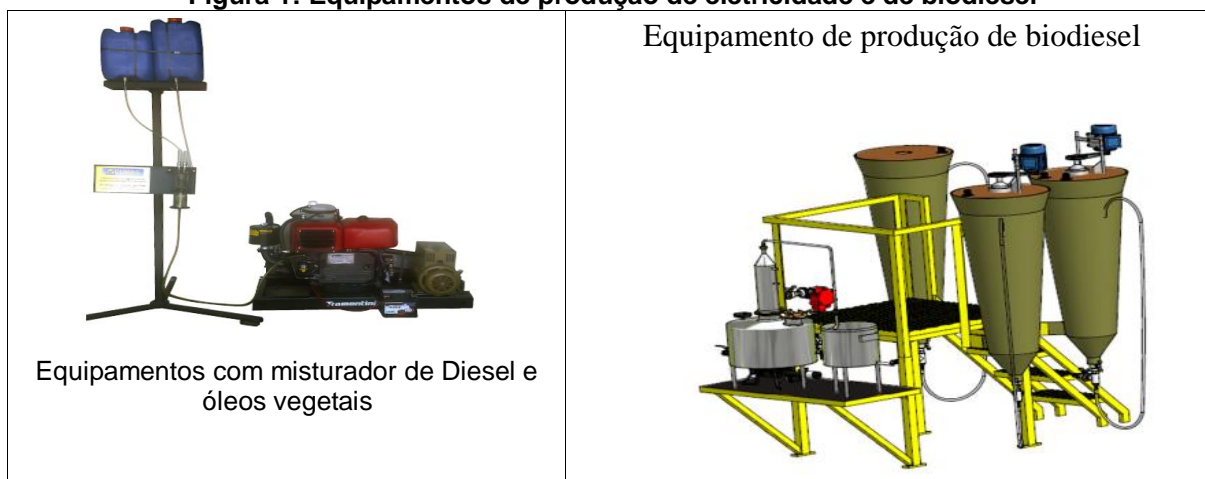 Figura 1: Equipamentos de produção de eletricidade e de biodiesel
Equipamento de produção de biodiesel
Tramontini
Equipamentos com misturador de Diesel e
óleos vegetais